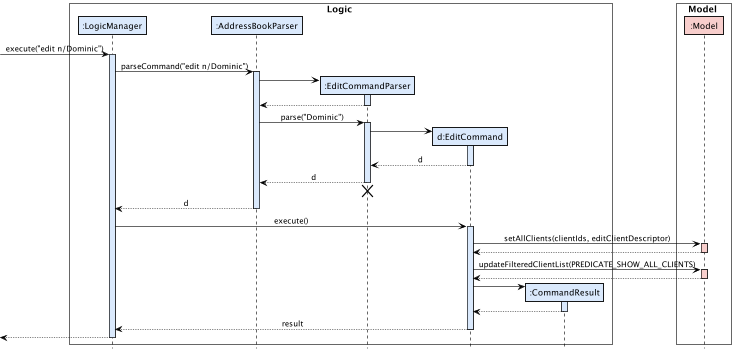 Logic
Model
:LogicManager
:AddressBookParser
:Model
execute("edit n/Dominic")
parseCommand("edit n/Dominic")
:EditCommandParser
parse("Dominic")
d:EditCommand
d
d
d
execute()
setAllClients(clientIds, editClientDescriptor)
updateFilteredClientList(PREDICATE_SHOW_ALL_CLIENTS)
:CommandResult
result